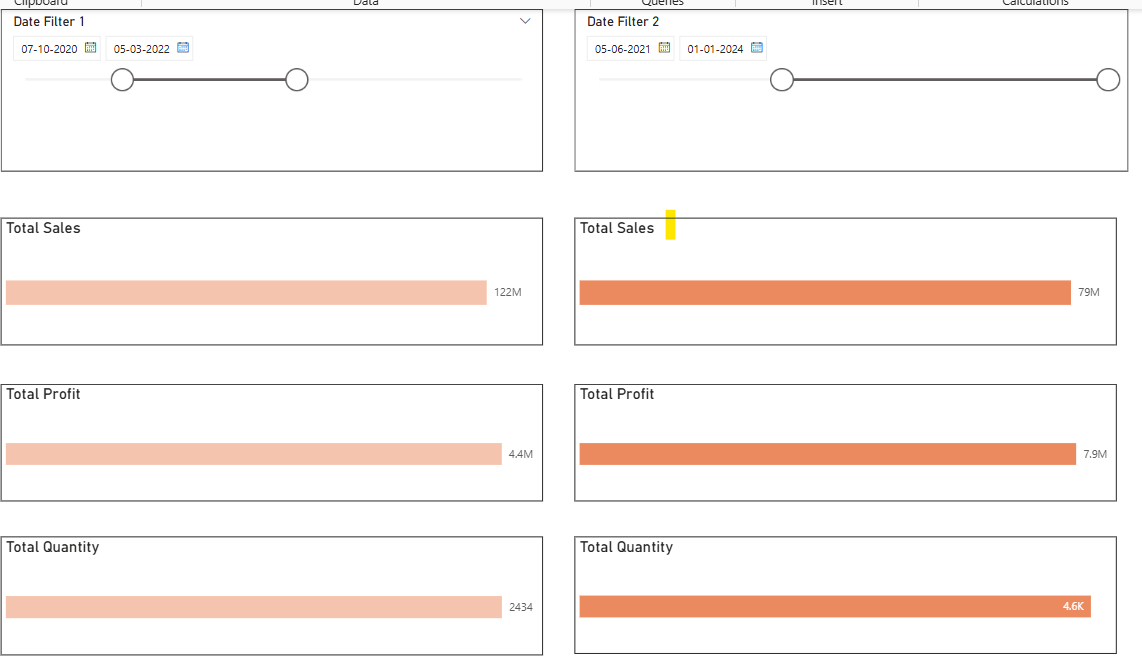 Clipboard Data Queries Insert Calculations
Date Filter 1
07-10-2020 05-03-2022
Date Filter 2
05-06-2021 01-01-2024
Total Sales
122M
Total Sales
79M
Total Profit
4.4M
Total Profit
7.9M
Total Quantity
2434
Total Quantity
4.6K